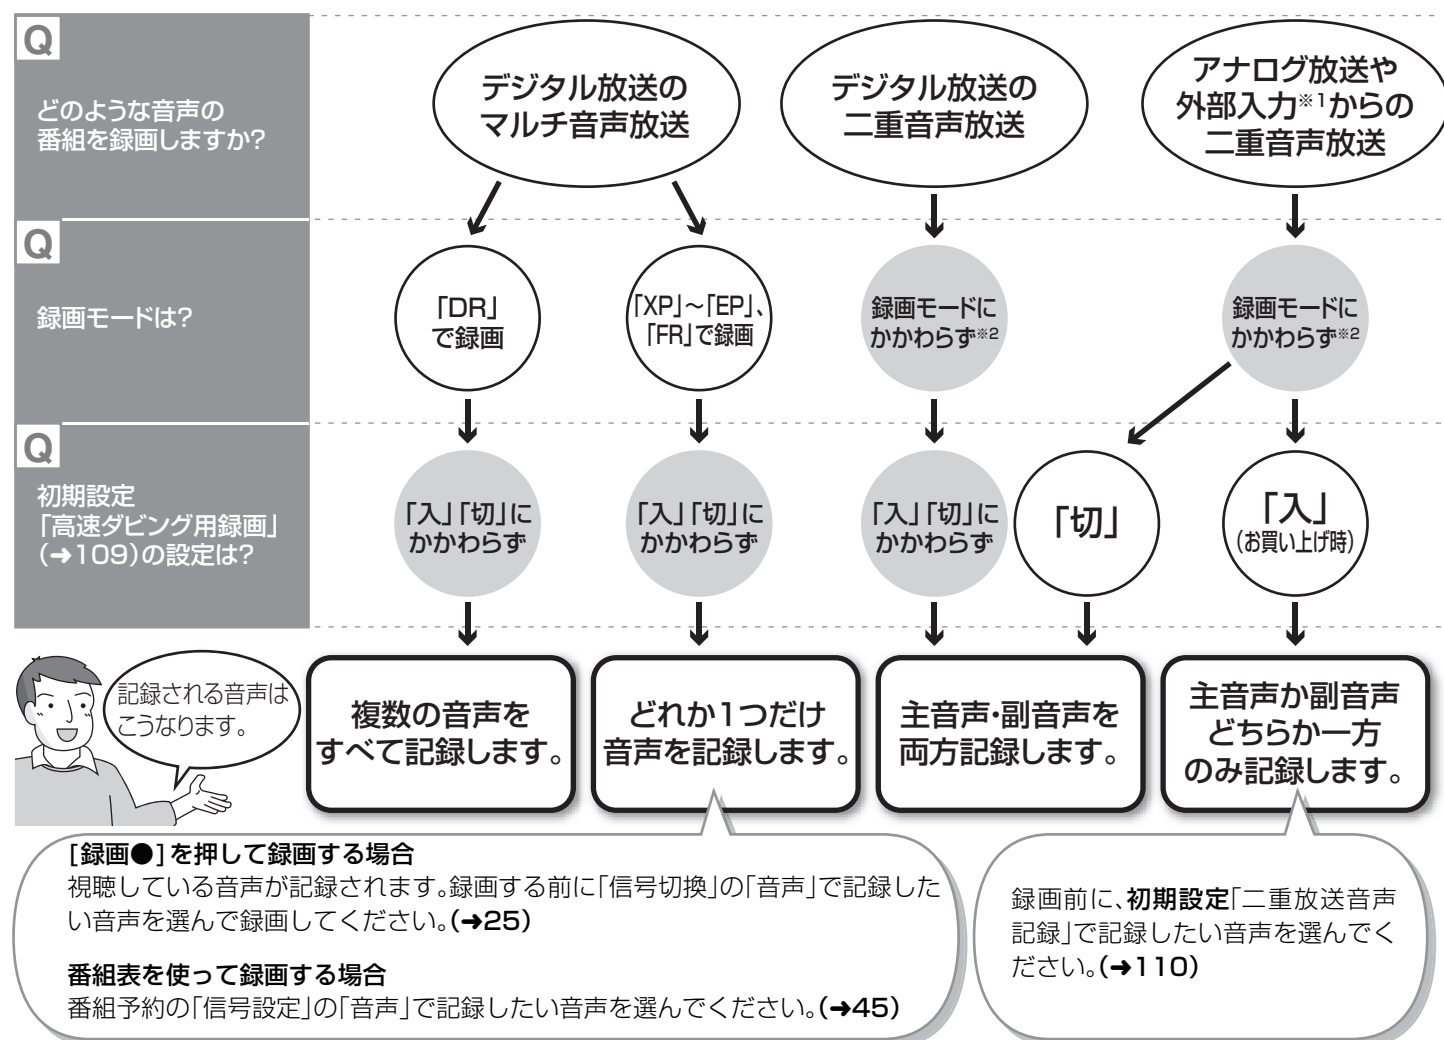 Q
どのような音声の
番組を録画しますか?
デジタル放送の
マルチ音声放送
デジタル放送の
二重音声放送
アナログ放送や
外部入力※1からの
二重音声放送
Q
録画モードは?
「DR」
で録画
「XP」～「EP」、
「FR」で録画
録画モードに
かかわらず※2
録画モードに
かかわらず※2
Q
初期設定
「高速ダビング用録画」
(➜109)の設定は?
「入」「切」に
かかわらず
「入」「切」に
かかわらず
「入」「切」に
かかわらず
「切」
「入」
(お買い上げ時)
記録される音声は
こうなります。
複数の音声を
すべて記録します。
どれか1つだけ
音声を記録します。
主音声・副音声を
両方記録します。
主音声か副音声
どちらか一方
のみ記録します。
[録画●]を押して録画する場合
視聴している音声が記録されます。録画する前に「信号切換」の「音声」で記録した
い音声を選んで録画してください。(➜25)
番組表を使って録画する場合
番組予約の「信号設定」の「音声」で記録したい音声を選んでください。(➜45)
録画前に、初期設定「二重放送音声
記録」で記録したい音声を選んでく
ださい。(➜110)